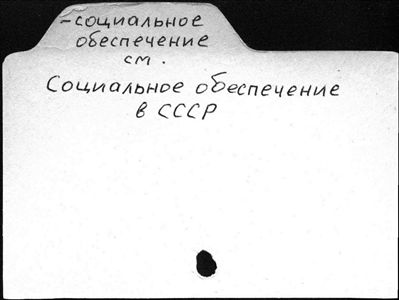 -социальное
обеспечение
см.
Социальное обеспечение
в СССР